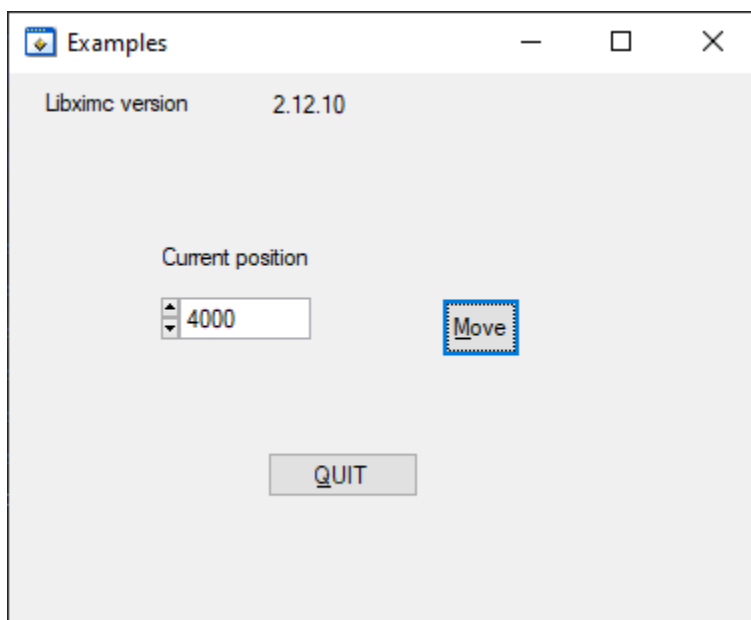 Examples
Libximc version 2.12.10
Current position
4000 Move
QUIT